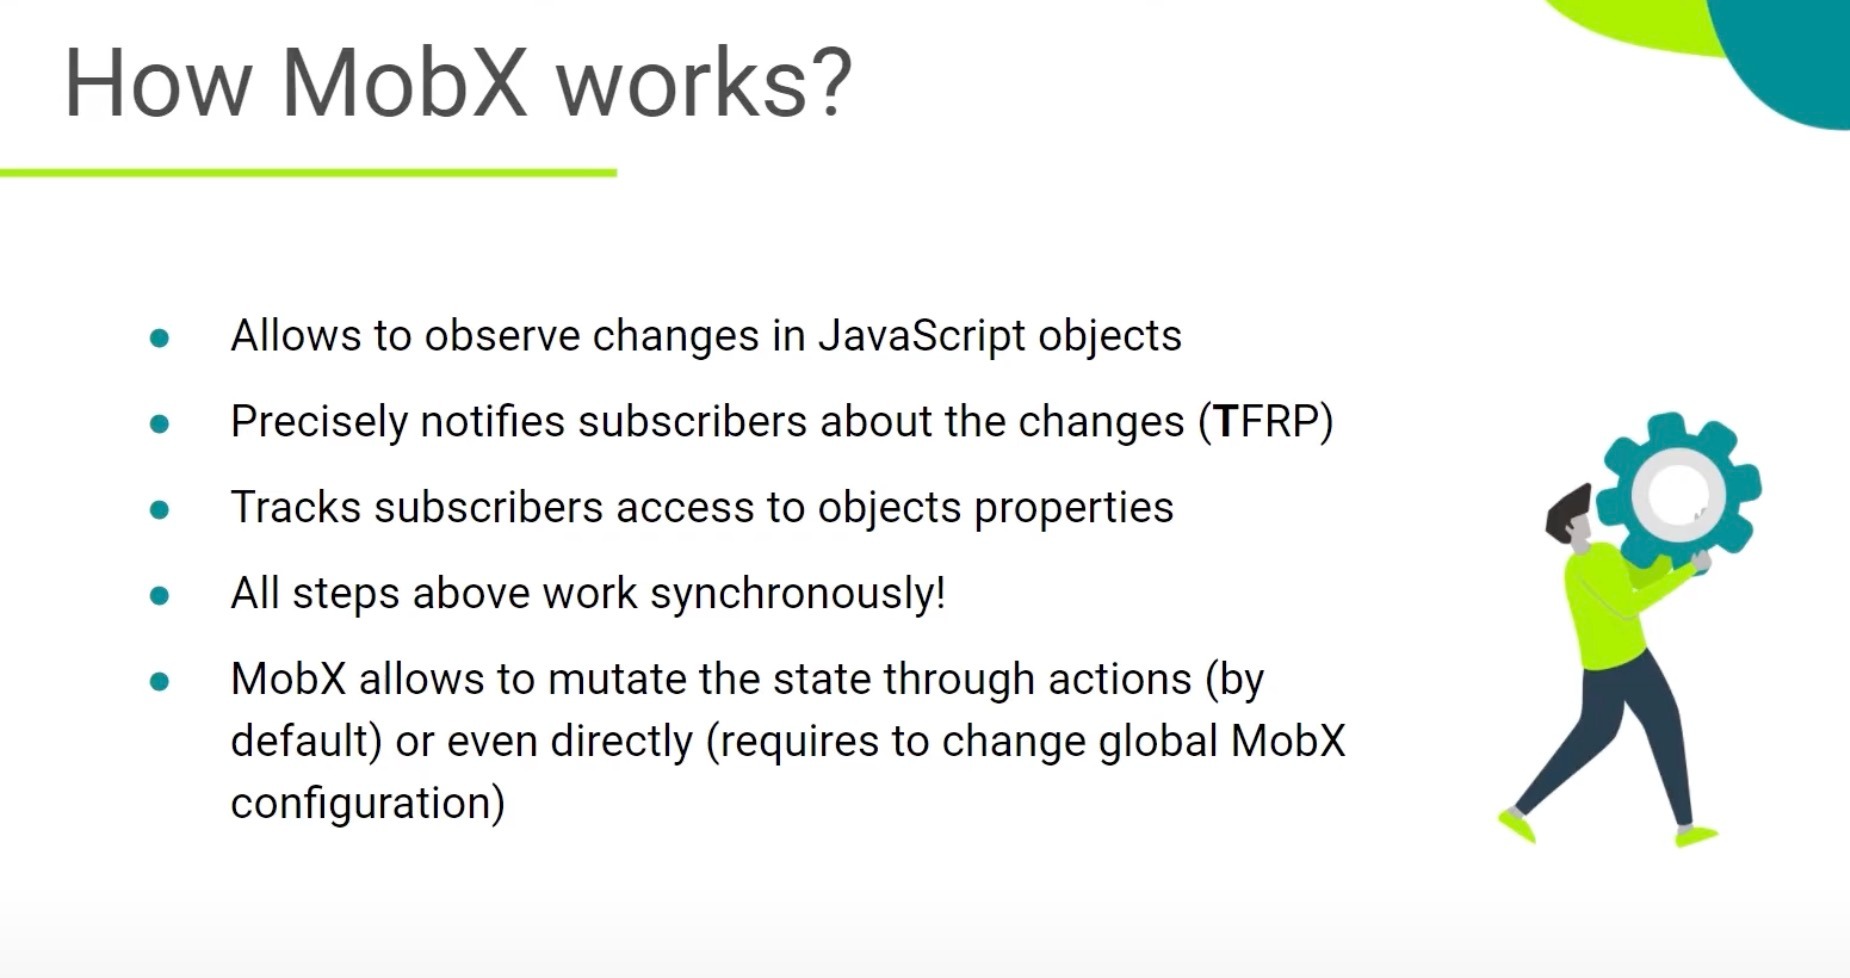 How MobX works?
Allows to observe changes in JavaScript objects
Precisely notifies subscribers about the changes (TFRP)
Tracks subscribers access to objects properties
All steps above work synchronously!
MobX allows to mutate the state through actions (by
default) or even directly (requires to change global MobX
configuration)